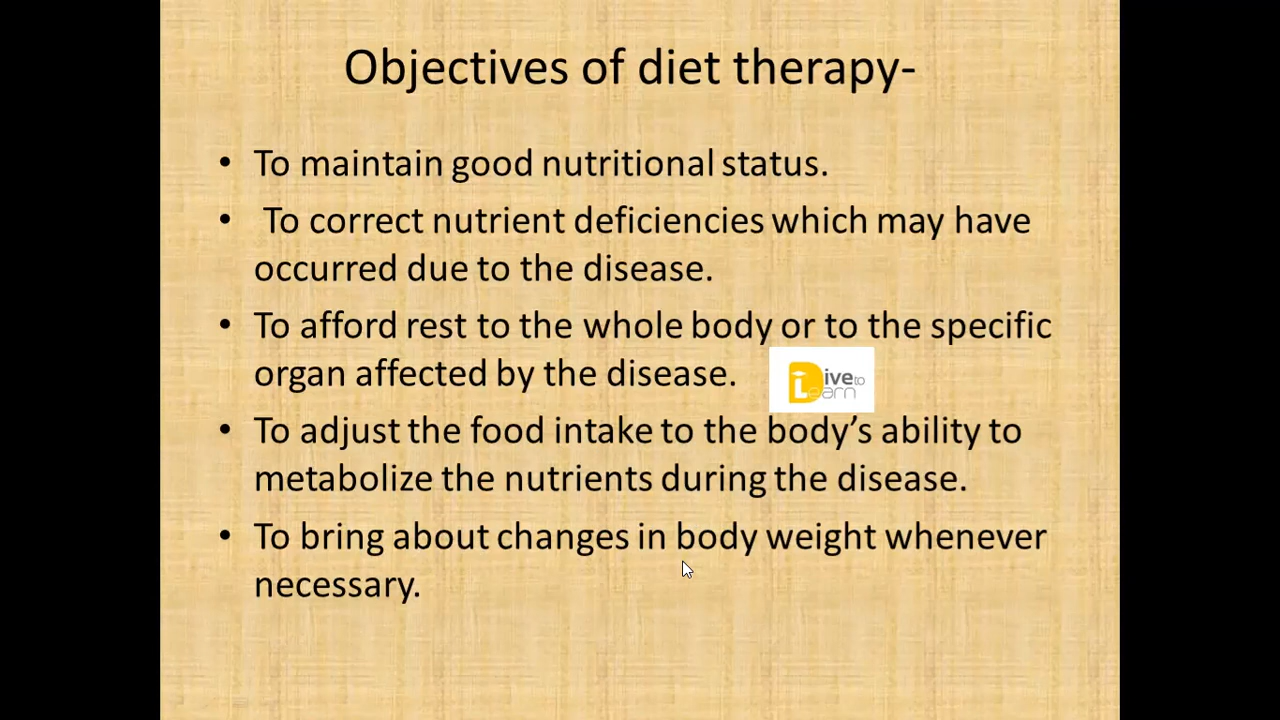 Objectives of diet therapy-
• To maintain good nutritional status.
• To correct nutrient deficiencies which may have
occurred due to the disease.
• To afford rest to the whole body or to the specific
organ affected by the disease.
Dive to
Learn
• To adjust the food intake to the body’s ability to
metabolize the nutrients during the disease.
• To bring about changes in body weight whenever
necessary.